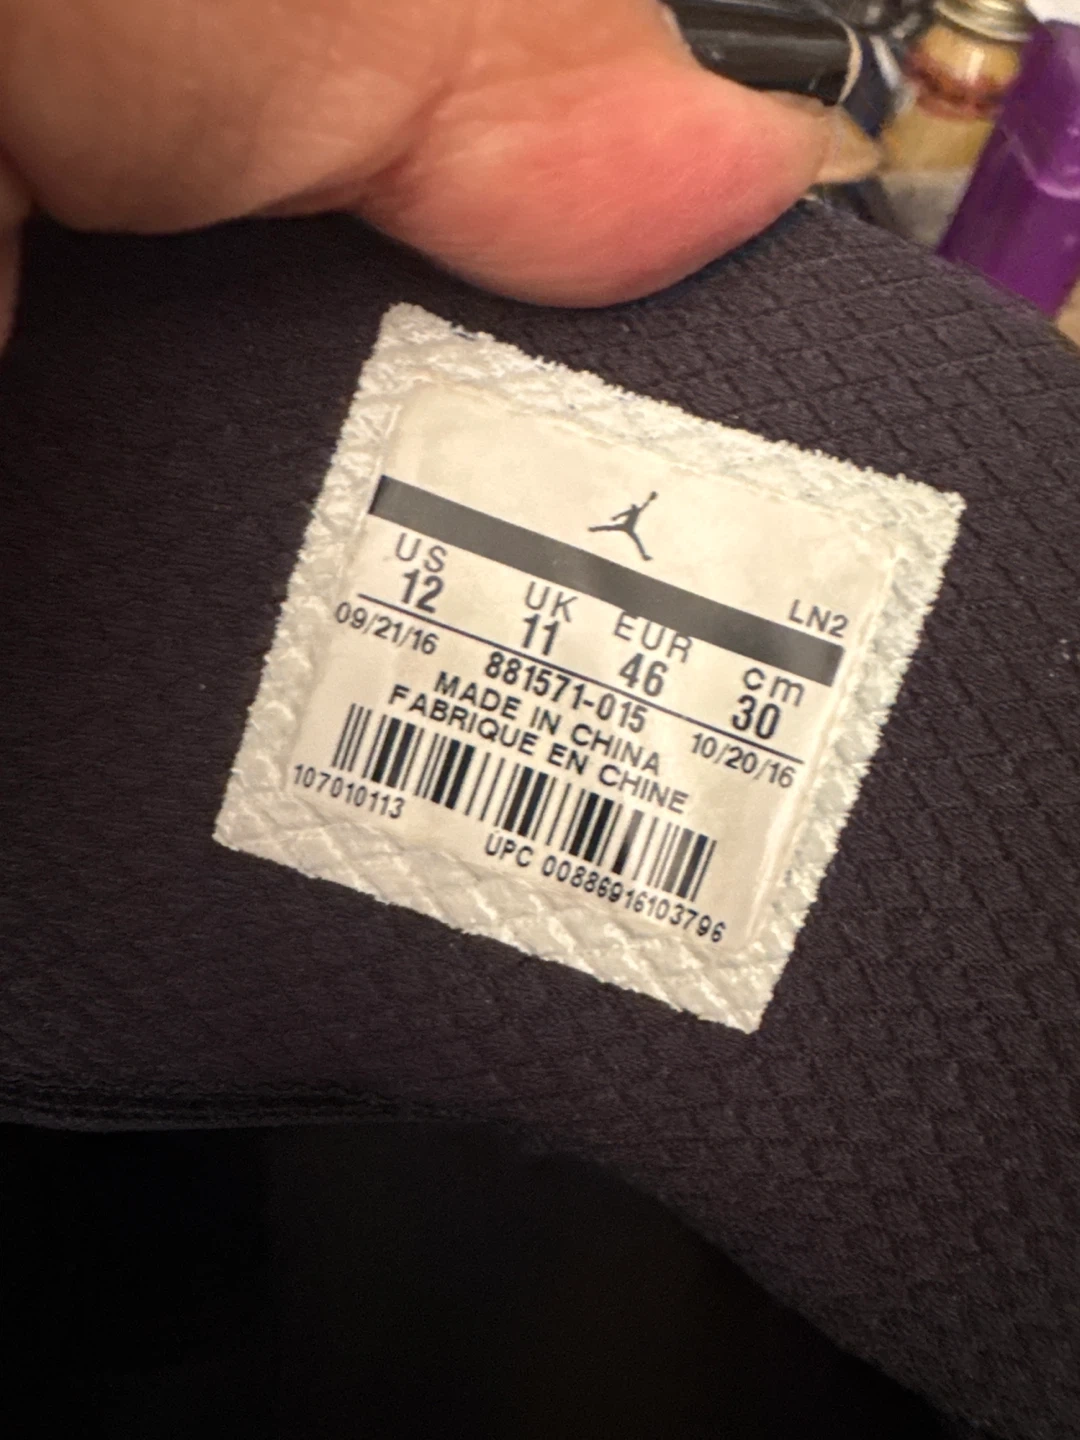 LN2
US UK EUR cm
12 11 46 30
09/21/16 881571-015 10/20/16
MADE IN CHINA
FABRIQUE EN CHINE
107010113
UPC 00886916103796